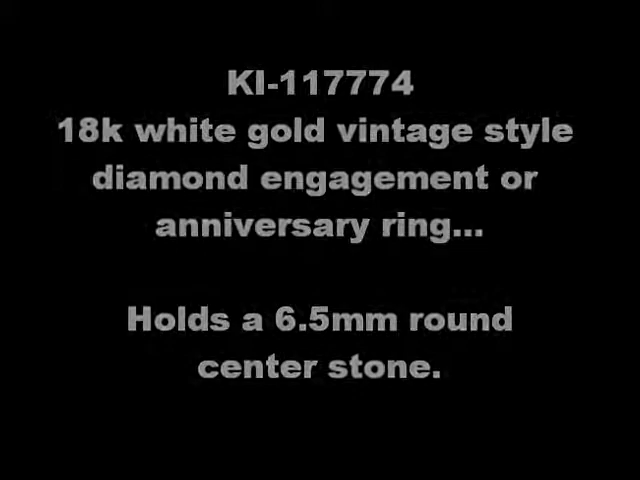 KI-117774
18k white gold vintage style
diamond engagement or
anniversary ring...
Holds a 6.5mm round
center stone.